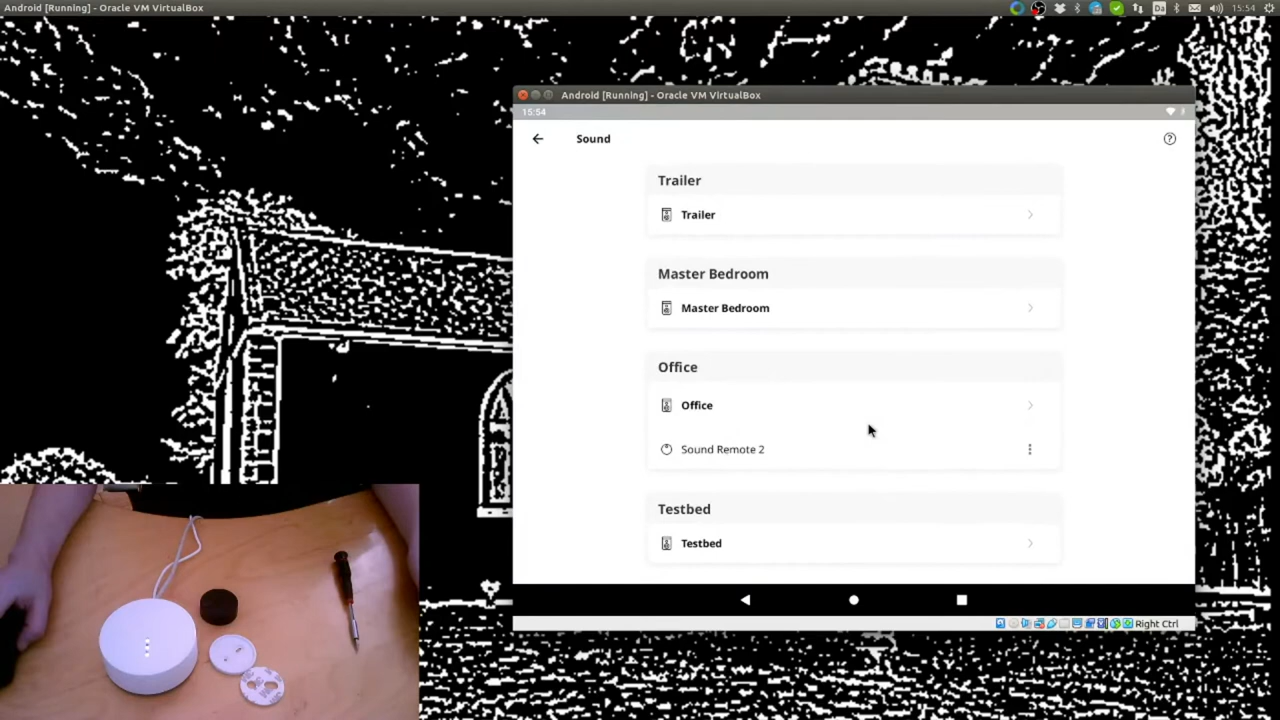 Android [Running] - Oracle VM VirtualBox
Da
15:54
Android [Running] - Oracle VM VirtualBox
15:54
Sound
?
Trailer
Trailer
Master Bedroom
Master Bedroom
Office
Office
Sound Remote 2
Testbed
Testbed
Right Ctrl